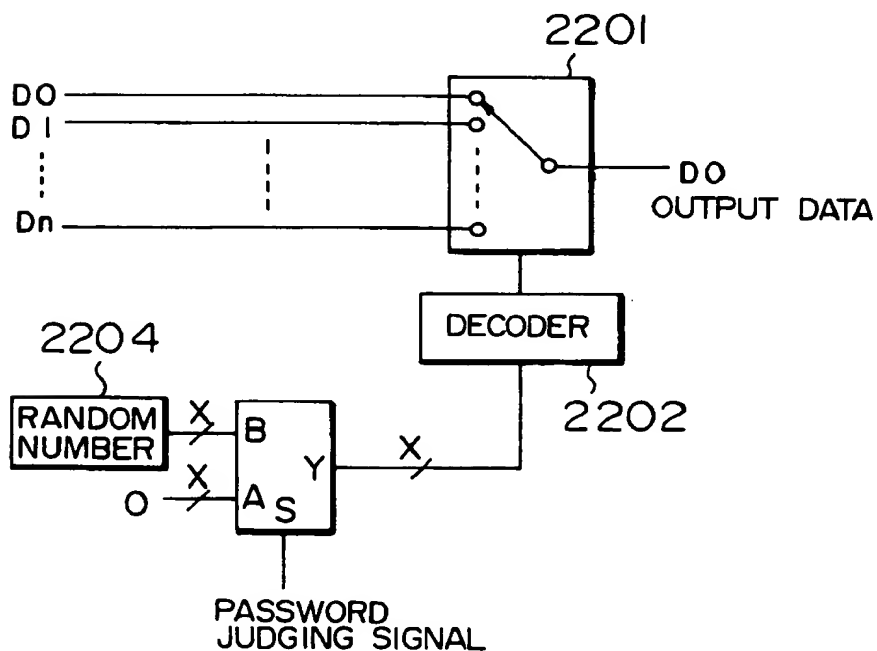 2201
D0
D1
Dn
D0
OUTPUT DATA
DECODER
2204
2202
RANDOM
NUMBER
X
B
X
Y
X
0
A
S
PASSWORD
JUDGING SIGNAL